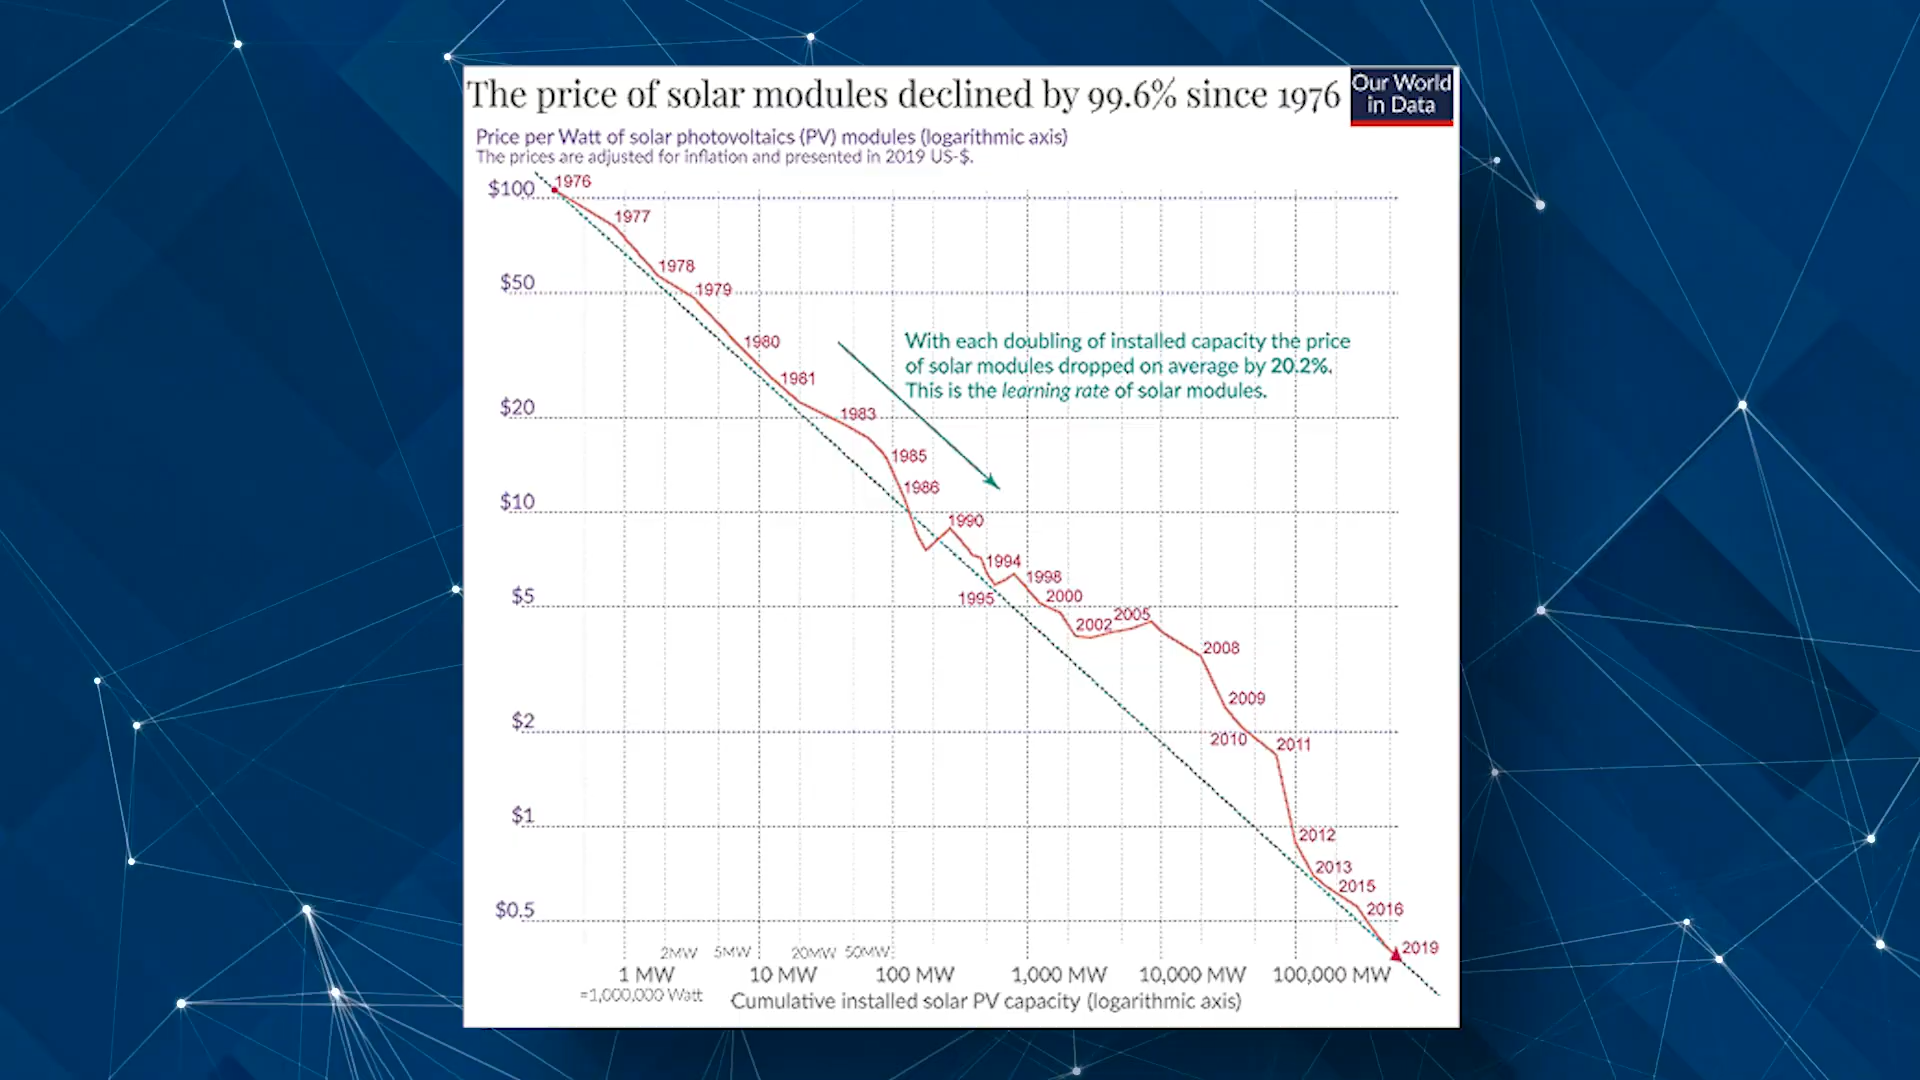 The price of solar modules declined by 99.6% since 1976
Our World
in Data
Price per Watt of solar photovoltaics (PV) modules (logarithmic axis)
The prices are adjusted for inflation and presented in 2019 US-$.
$100
$50
$20
$10
$5
$2
$1
$0.5
1976
1977
1978
1979
1980
1981
1983
1985
1986
1990
1994
1995
1998
2000
2002
2005
2008
2009
2010
2011
2012
2013
2015
2016
2019
With each doubling of installed capacity the price
of solar modules dropped on average by 20.2%.
This is the learning rate of solar modules.
2MW 5MW 20MW 50MW
1 MW 10 MW 100 MW 1,000 MW 10,000 MW 100,000 MW
=1,000,000 Watt
Cumulative installed solar PV capacity (logarithmic axis)